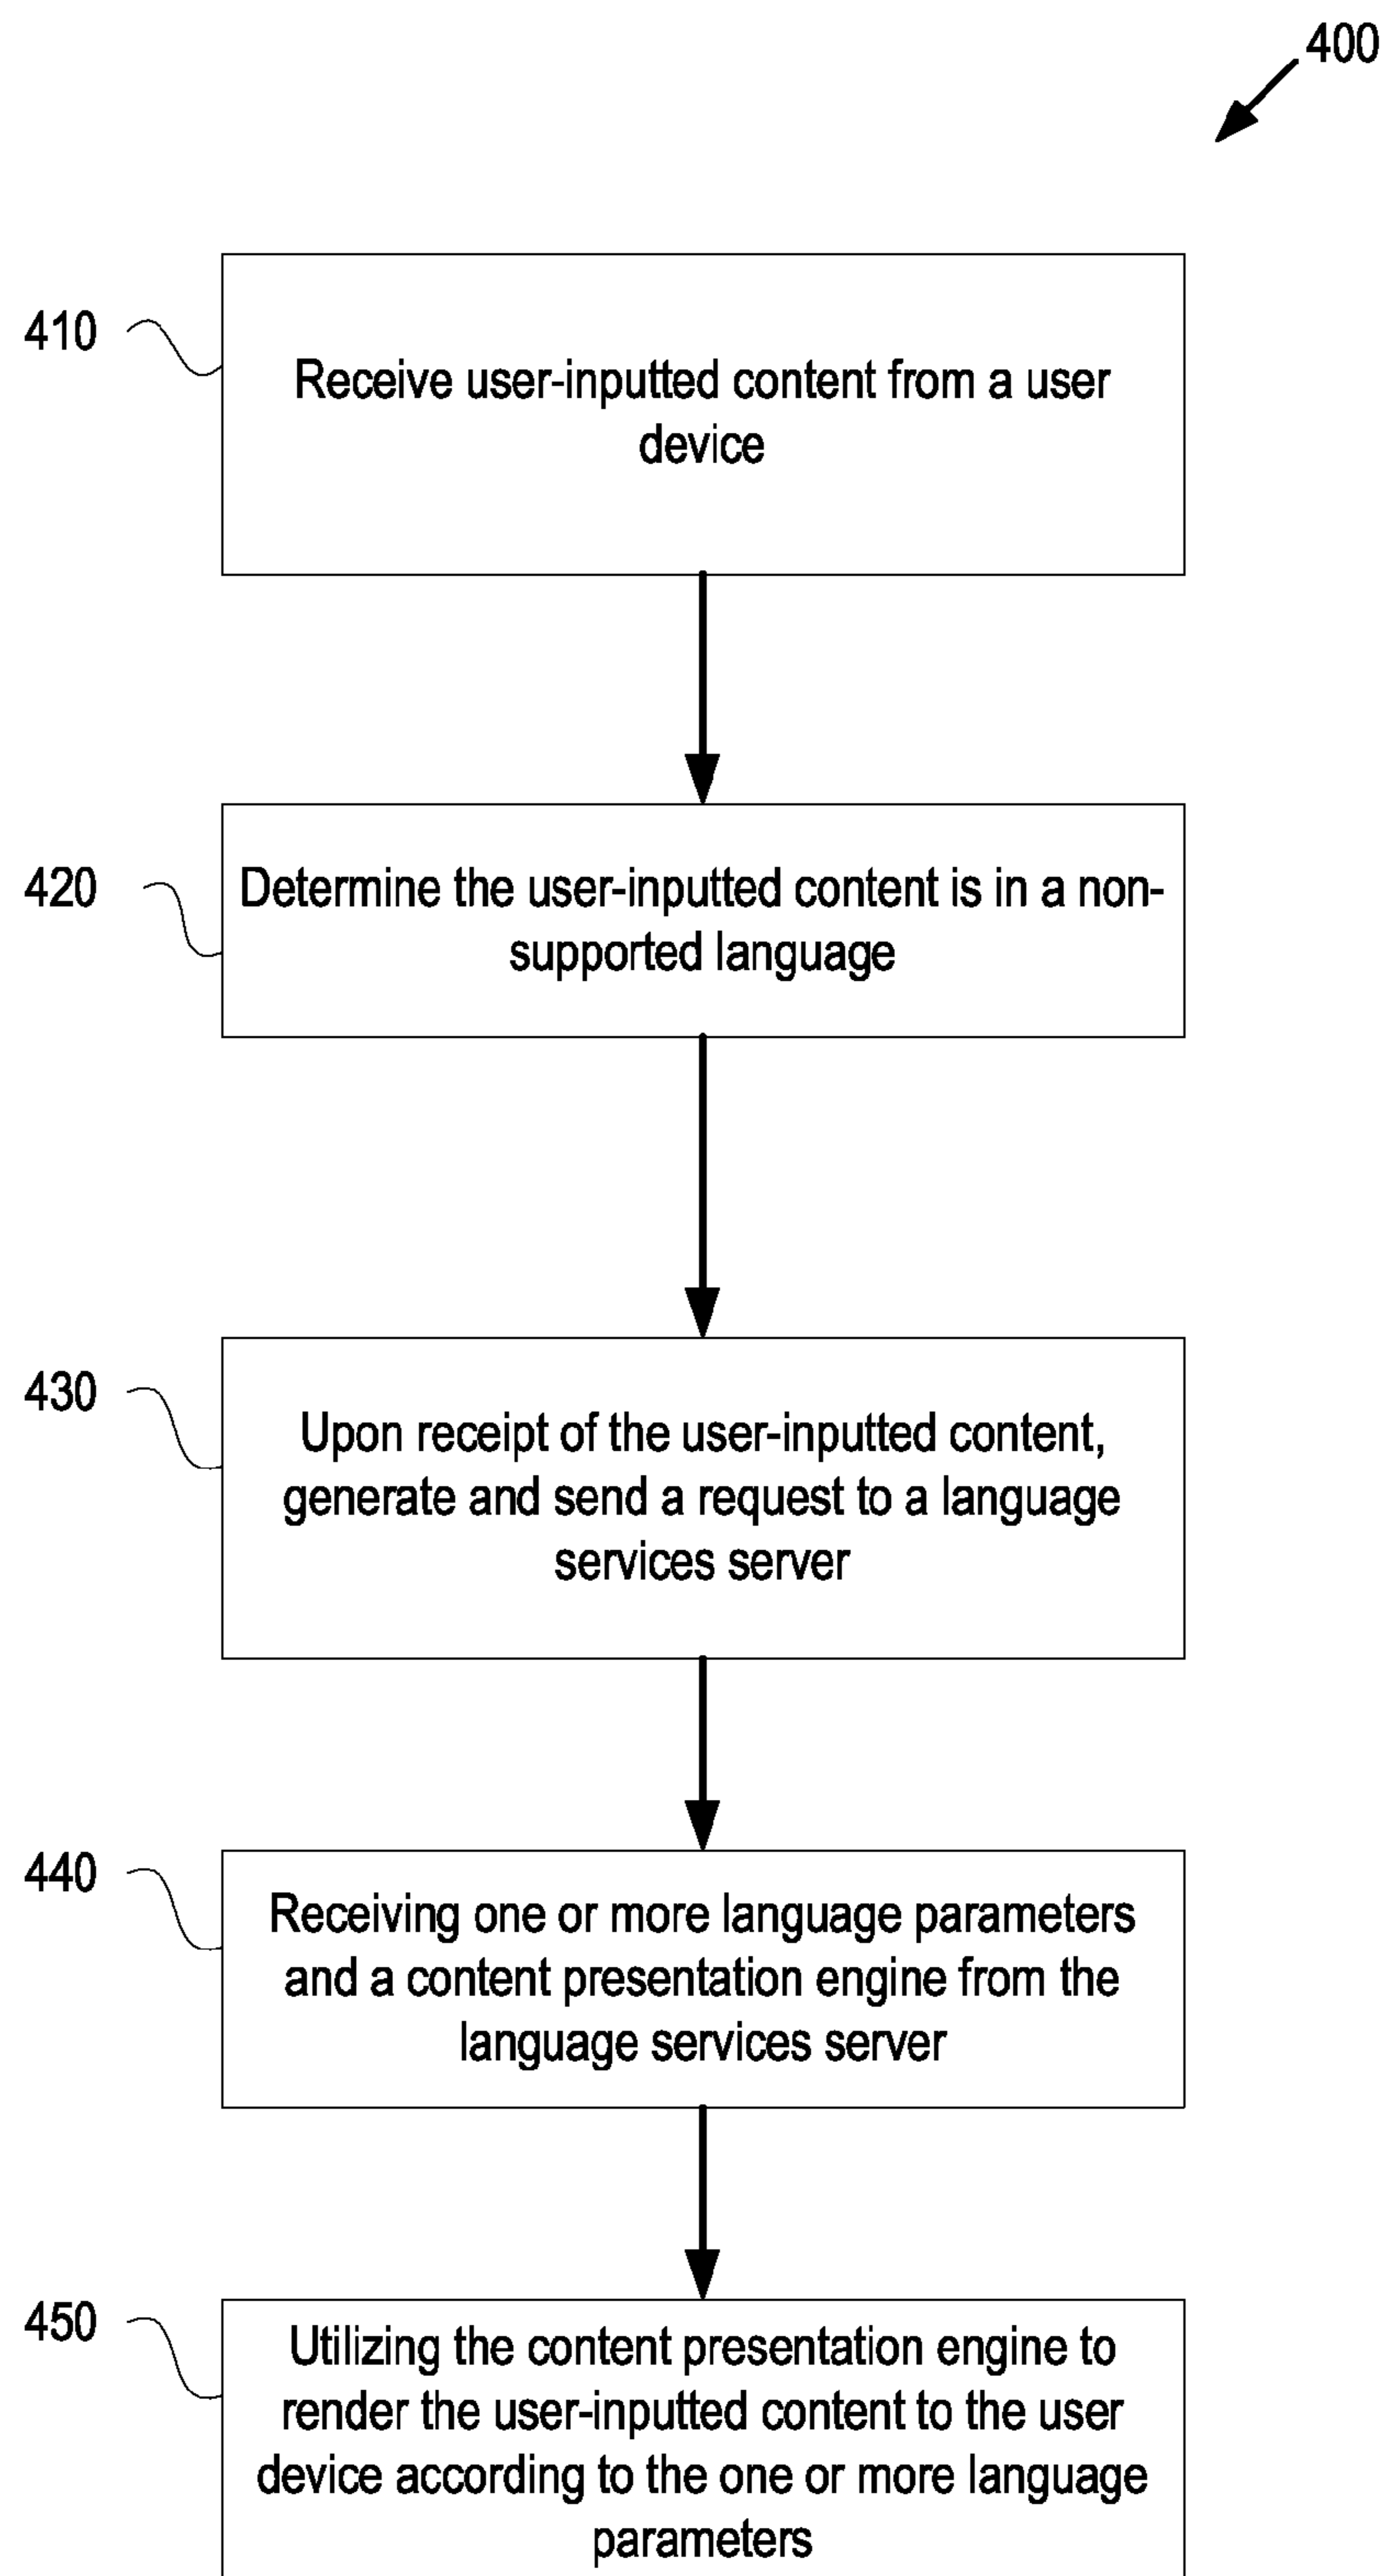 400
410
Receive user-inputted content from a user
device
420
Determine the user-inputted content is in a non-
supported language
430
Upon receipt of the user-inputted content,
generate and send a request to a language
services server
440
Receiving one or more language parameters
and a content presentation engine from the
language services server
450
Utilizing the content presentation engine to
render the user-inputted content to the user
device according to the one or more language
parameters